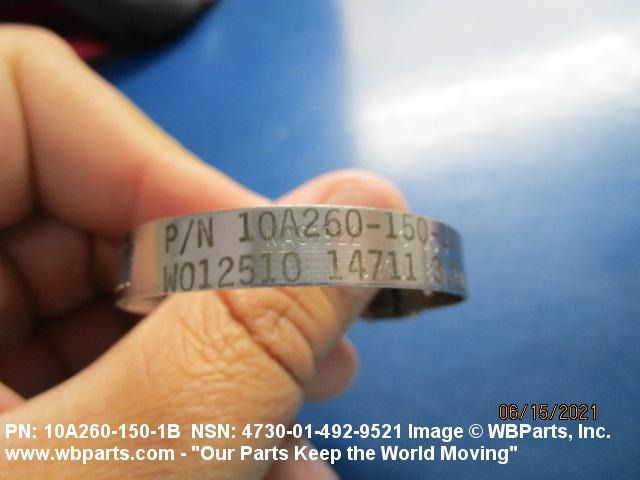 P/N 10A260-150-
W012510 14711 3.
06/15/2021
PN: 10A260-150-1B NSN: 4730-01-492-9521 Image © WBParts, Inc.
www.wbparts.com - "Our Parts Keep the World Moving"